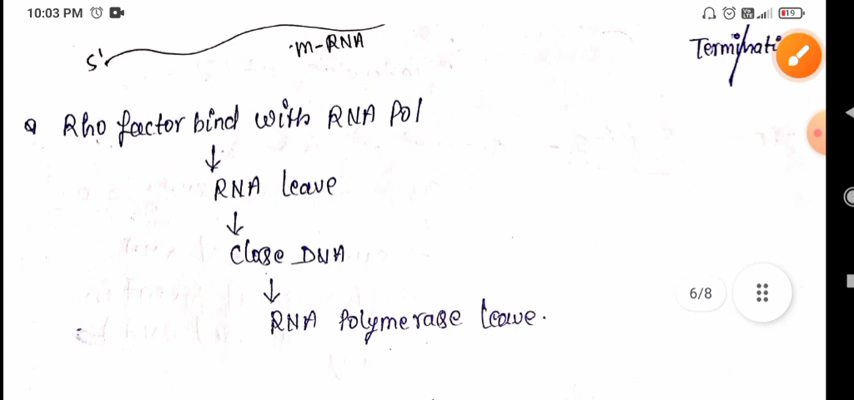 10:03 PM
19
5'
m-RNA
Terminati
Rho factor bind with RNA Pol
↓
RNA leave
↓
Close DNA
↓
RNA Polymerase leave.
6/8